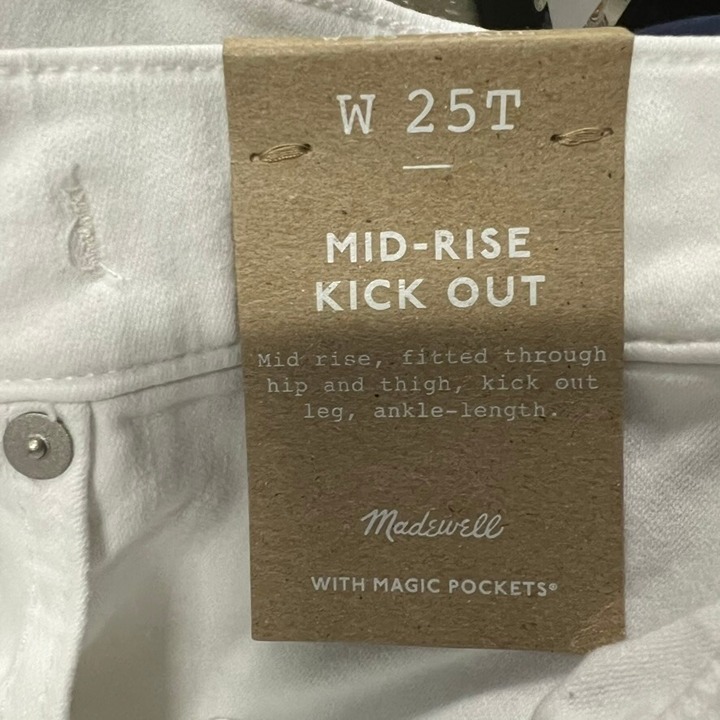 W 25T
MID-RISE
KICK OUT
Mid rise, fitted through
hip and thigh, kick out
leg, ankle-length.
Madewell
WITH MAGIC POCKETS®